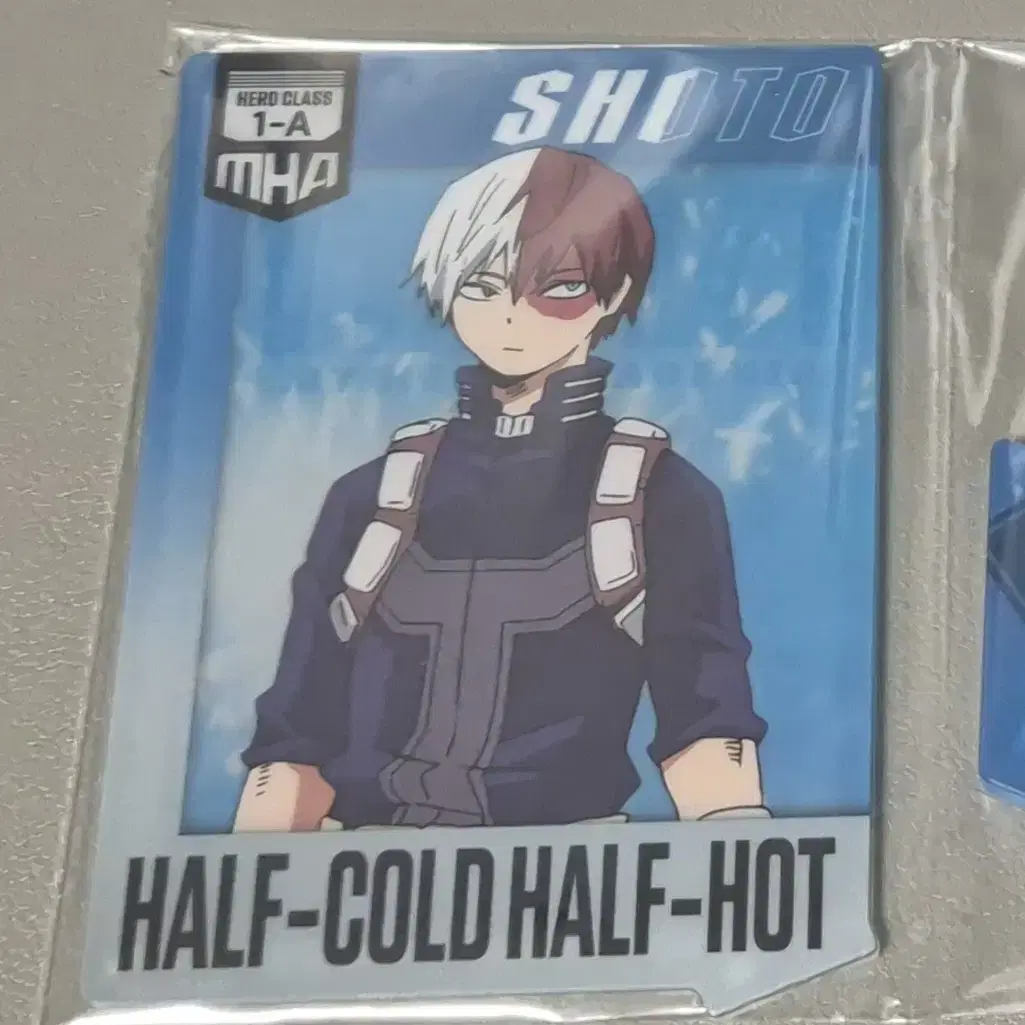 HERO CLASS
1-A
MHA
SHOTO
HALF-COLD HALF-HOT